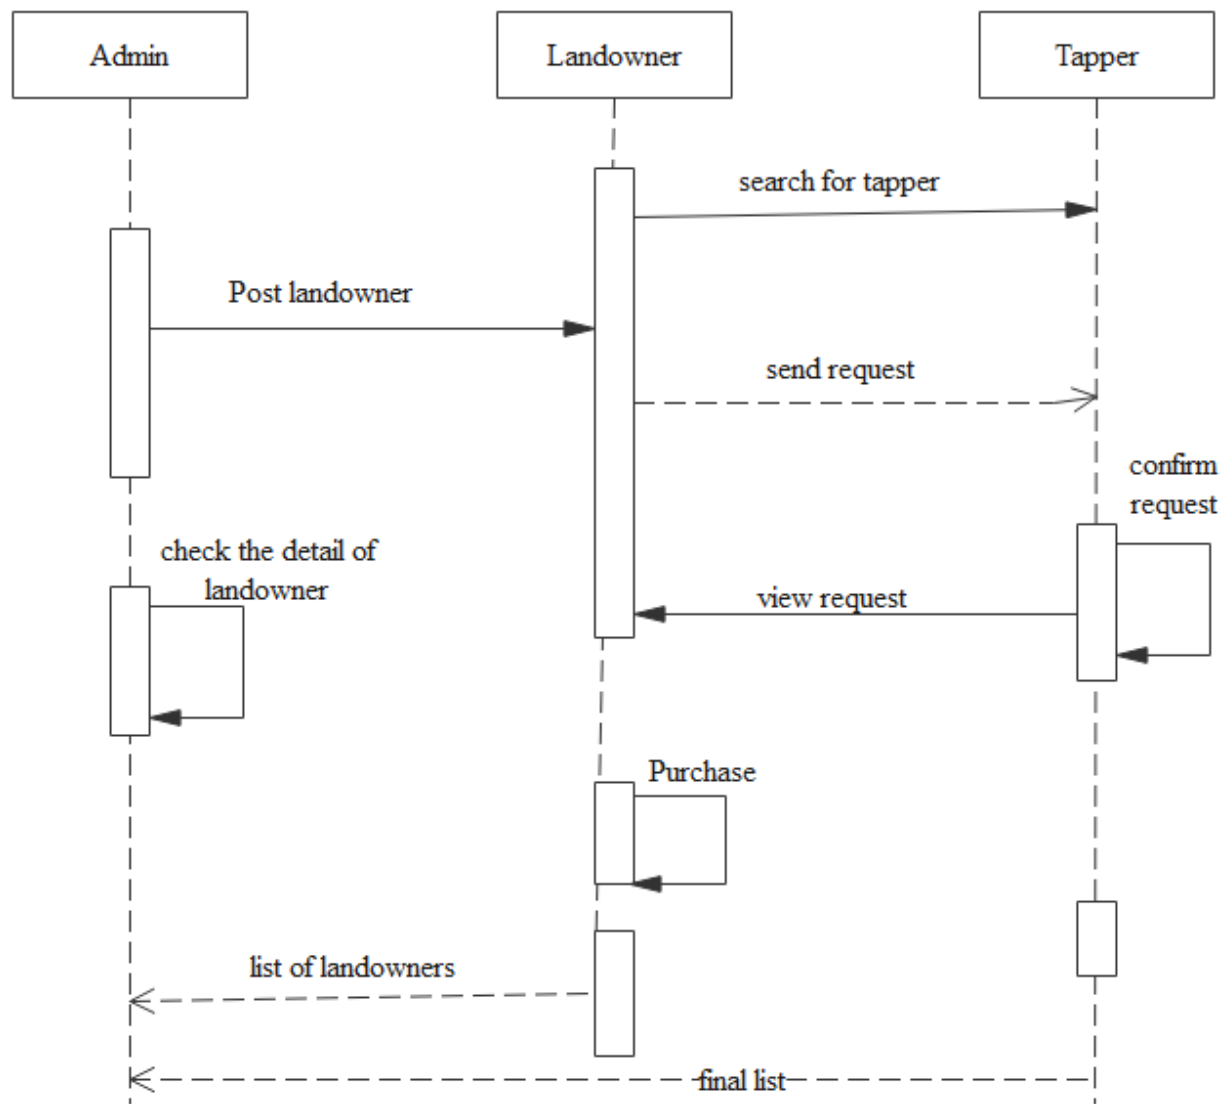 Admin
Landowner
Tapper
search for tapper
Post landowner
send request
confirm
request
check the detail of
landowner
view request
Purchase
list of landowners
final list